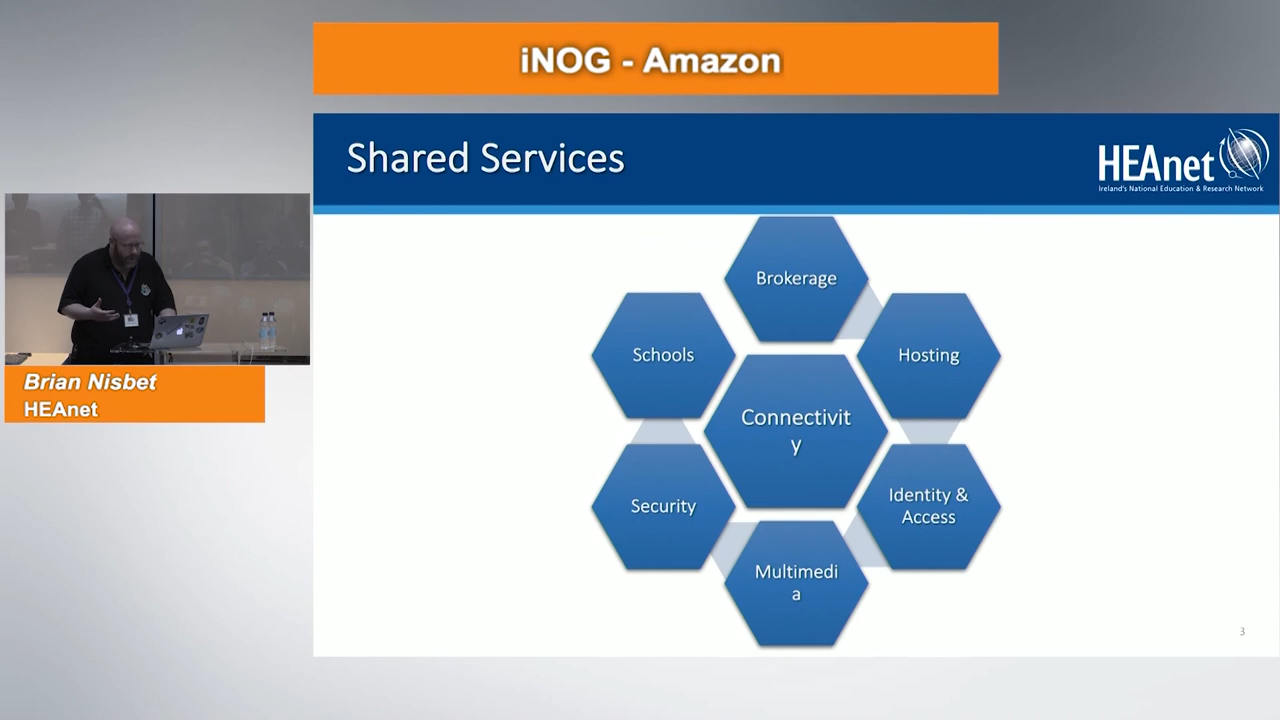 iNOG - Amazon
Shared Services
HEAnet
Ireland's National Education & Research Network
Brian Nisbet
HEAnet
Brokerage
Schools
Hosting
Connectivit
y
Security
Identity &
Access
Multimedi
a
3